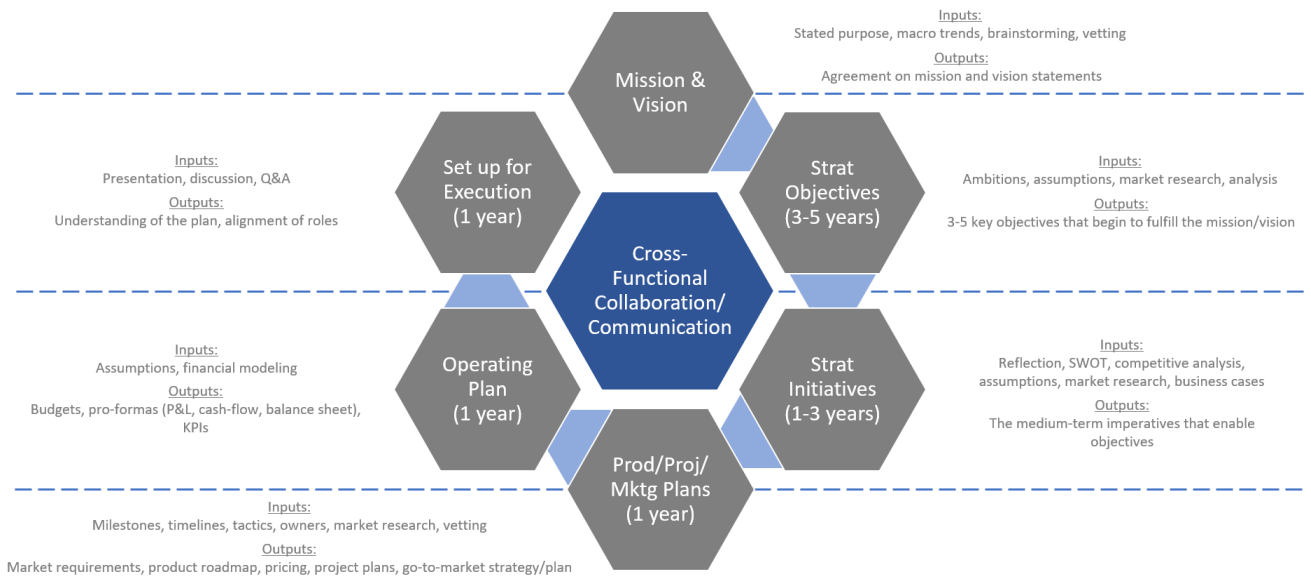 Inputs:
Stated purpose, macro trends, brainstorming, vetting
Outputs:
Agreement on mission and vision statements
Mission &
Vision
Inputs:
Presentation, discussion, Q&A
Outputs:
Understanding of the plan, alignment of roles
Set up for
Execution
(1 year)
Strat
Objectives
(3-5 years)
Inputs:
Ambitions, assumptions, market research, analysis
Outputs:
3-5 key objectives that begin to fulfill the mission/vision
Cross-
Functional
Collaboration/
Communication
Inputs:
Assumptions, financial modeling
Outputs:
Budgets, pro-formas (P&L, cash-flow, balance sheet),
KPIs
Operating
Plan
(1 year)
Strat
Initiatives
(1-3 years)
Inputs:
Reflection, SWOT, competitive analysis,
assumptions, market research, business cases
Outputs:
The medium-term imperatives that enable
objectives
Prod/Proj/
Mktg Plans
(1 year)
Inputs:
Milestones, timelines, tactics, owners, market research, vetting
Outputs:
Market requirements, product roadmap, pricing, project plans, go-to-market strategy/plan